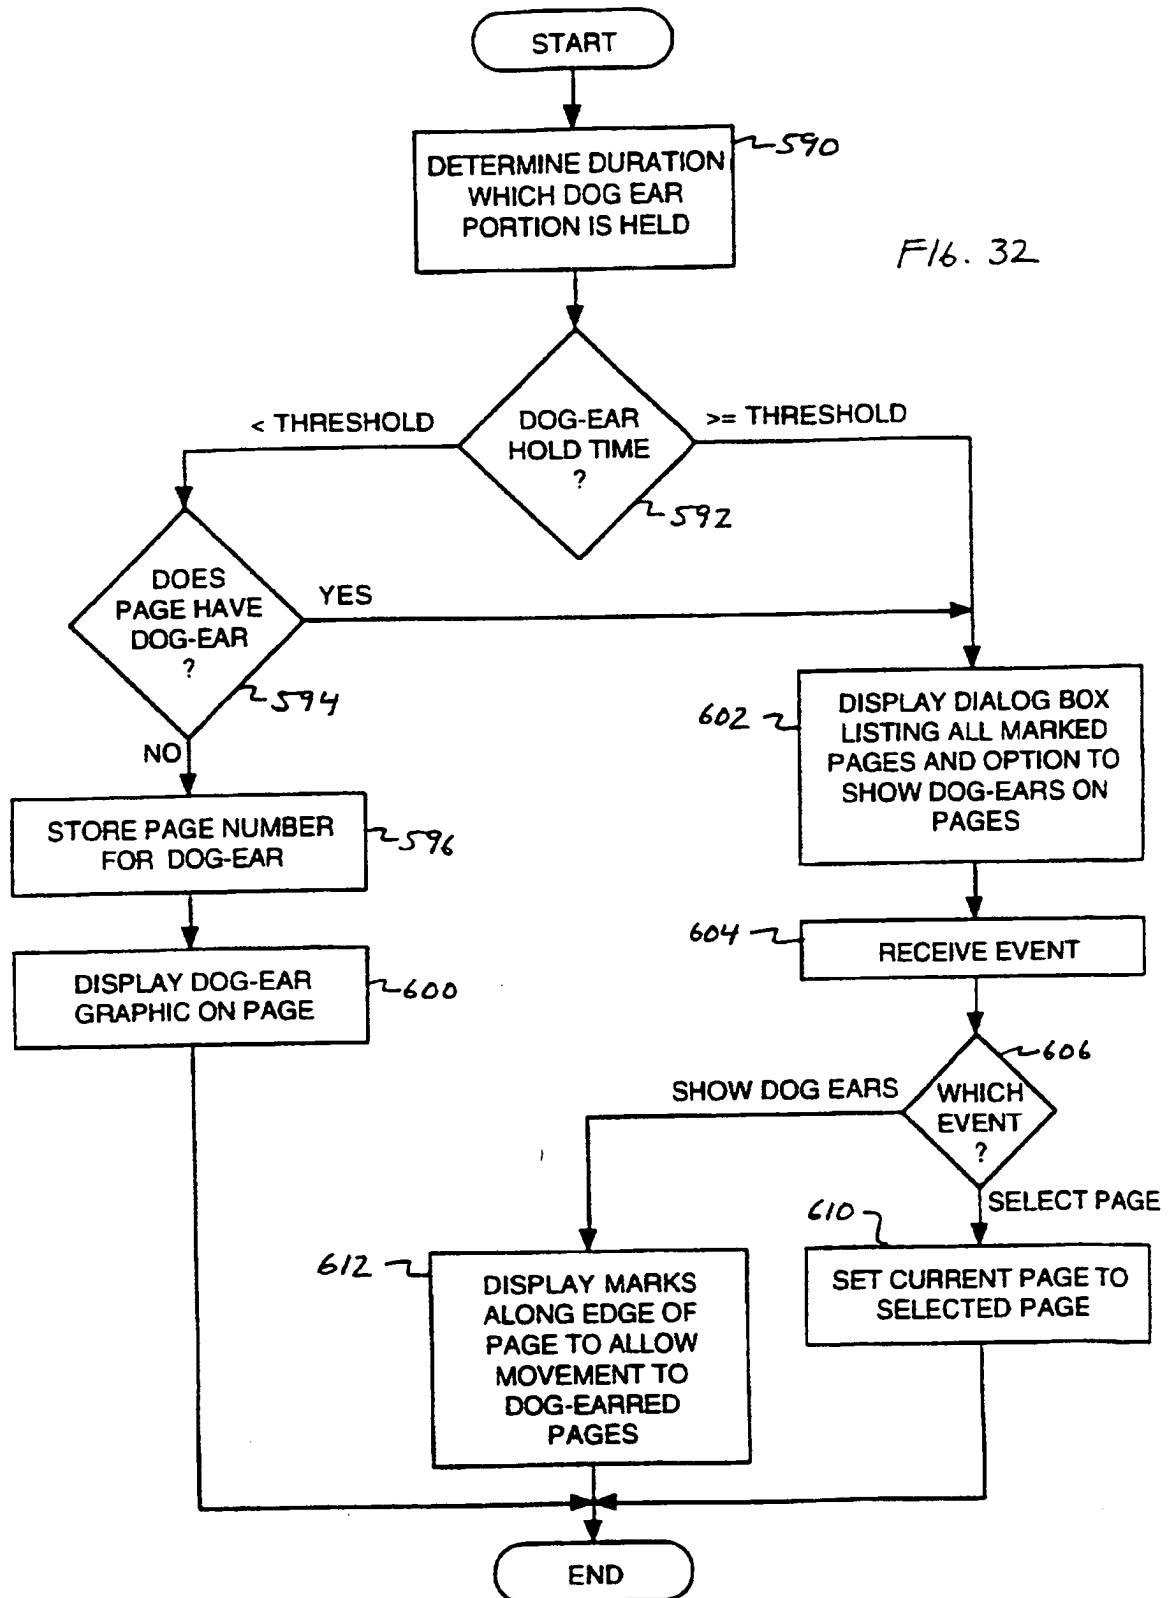 START
DETERMINE DURATION
WHICH DOG EAR
PORTION IS HELD
590
FIG. 32
< THRESHOLD
DOG-EAR
HOLD TIME
?
>= THRESHOLD
592
DOES
PAGE HAVE
DOG-EAR
?
YES
594
NO
602
DISPLAY DIALOG BOX
LISTING ALL MARKED
PAGES AND OPTION TO
SHOW DOG-EARS ON
PAGES
STORE PAGE NUMBER
FOR DOG-EAR
596
604
RECEIVE EVENT
DISPLAY DOG-EAR
GRAPHIC ON PAGE
600
606
SHOW DOG EARS
WHICH
EVENT
?
SELECT PAGE
610
612
DISPLAY MARKS
ALONG EDGE OF
PAGE TO ALLOW
MOVEMENT TO
DOG-EARRED
PAGES
SET CURRENT PAGE TO
SELECTED PAGE
END